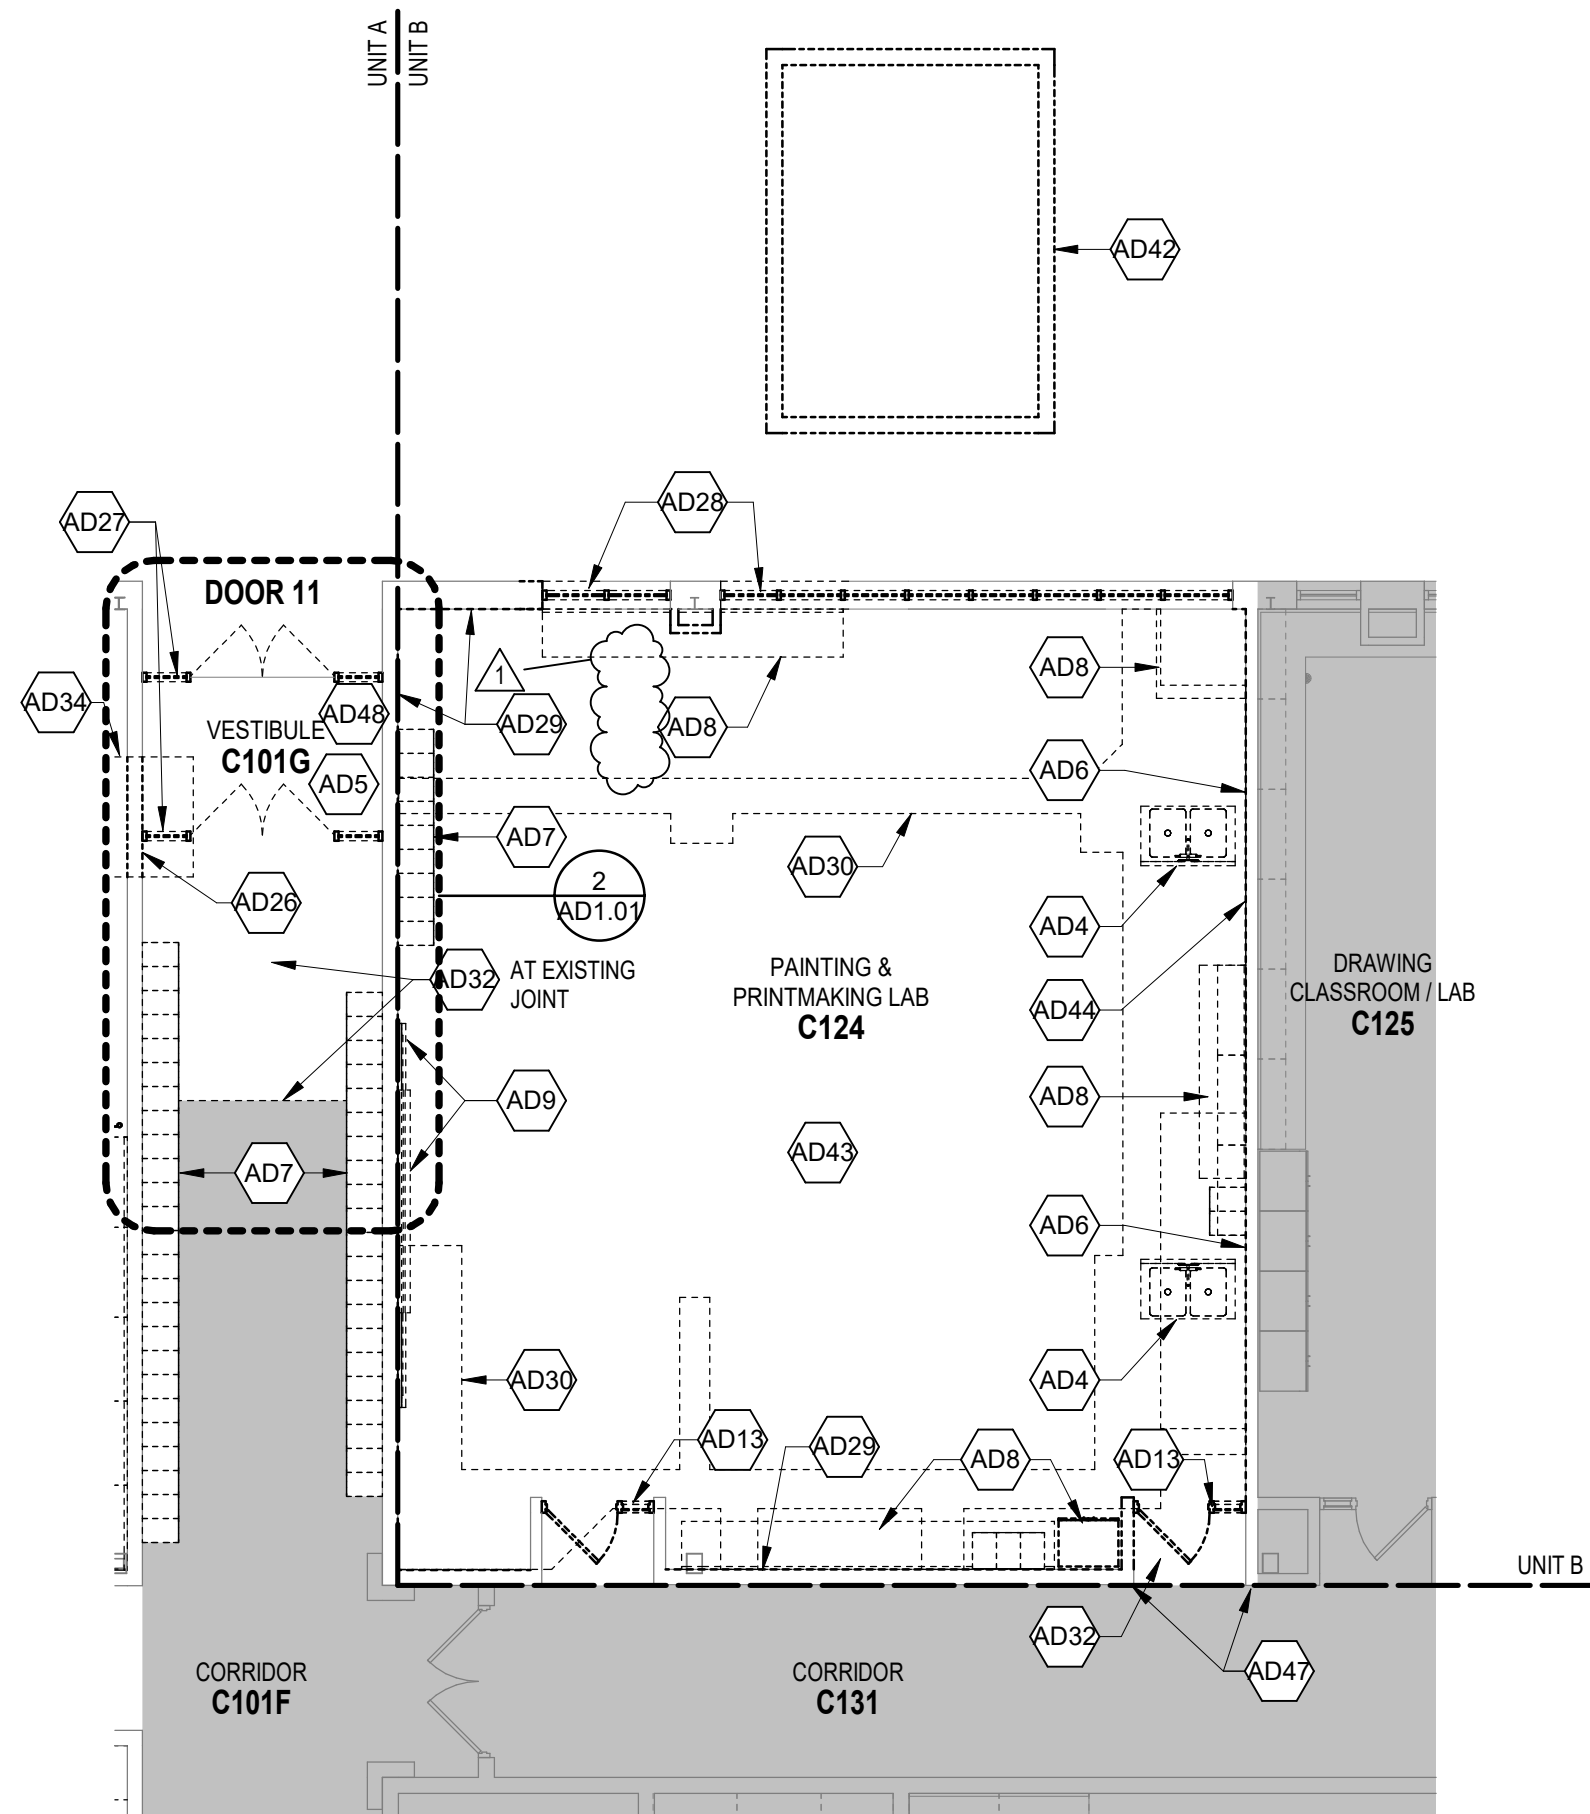 UNIT A
UNIT B
AD42
AD28
AD27
DOOR 11
1
AD8
AD34
AD48
AD29
AD8
VESTIBULE
C101G
AD5
AD6
AD7
AD30
2
AD1.01
AD26
AD4
AD32
AT EXISTING
JOINT
PAINTING &
PRINTMAKING LAB
C124
DRAWING
CLASSROOM / LAB
C125
AD44
AD9
AD8
AD43
AD7
AD6
AD30
AD4
AD13
AD29
AD8
AD13
UNIT B
AD32
AD47
CORRIDOR
C101F
CORRIDOR
C131